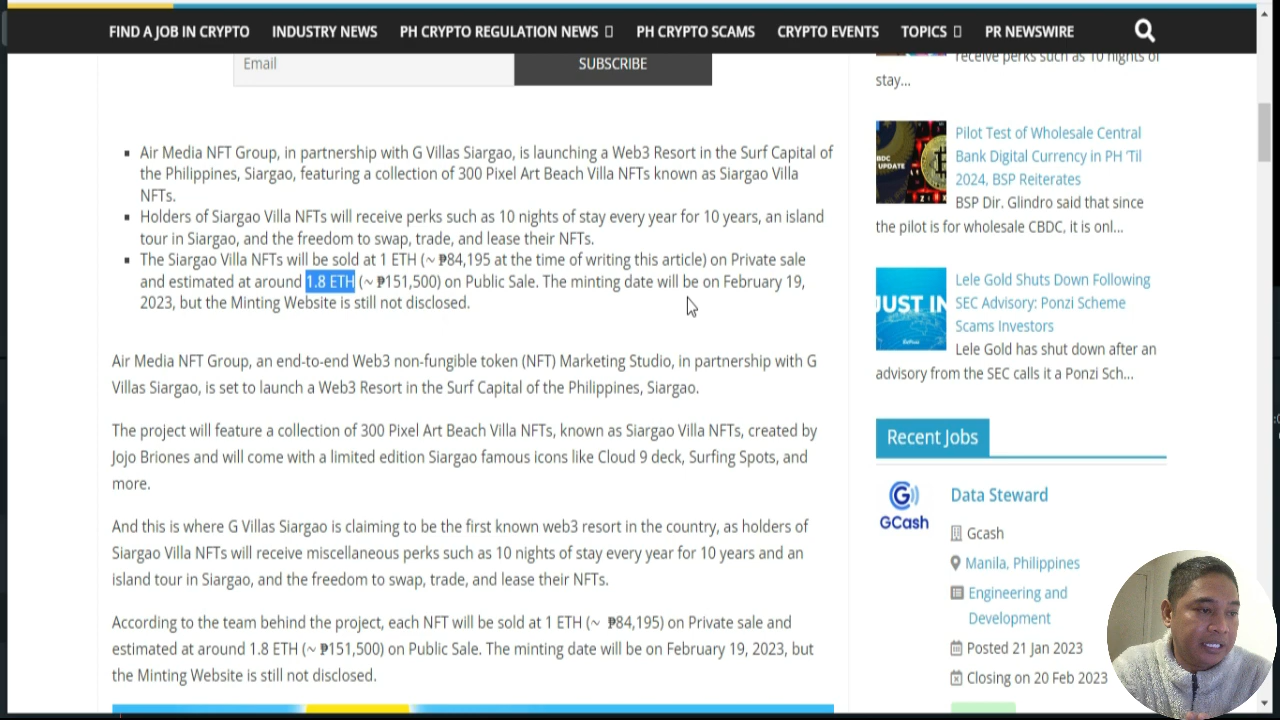 FIND A JOB IN CRYPTO INDUSTRY NEWS PH CRYPTO REGULATION NEWS PH CRYPTO SCAMS CRYPTO EVENTS TOPICS PR NEWSWIRE
Email SUBSCRIBE
Air Media NFT Group, in partnership with G Villas Siargao, is launching a Web3 Resort in the Surf Capital of
the Philippines, Siargao, featuring a collection of 300 Pixel Art Beach Villa NFTs known as Siargao Villa
NFTs.
Holders of Siargao Villa NFTs will receive perks such as 10 nights of stay every year for 10 years, an island
tour in Siargao, and the freedom to swap, trade, and lease their NFTs.
The Siargao Villa NFTs will be sold at 1 ETH (~ ₱84,195 at the time of writing this article) on Private sale
and estimated at around 1.8 ETH (~ ₱151,500) on Public Sale. The minting date will be on February 19,
2023, but the Minting Website is still not disclosed.
Air Media NFT Group, an end-to-end Web3 non-fungible token (NFT) Marketing Studio, in partnership with G
Villas Siargao, is set to launch a Web3 Resort in the Surf Capital of the Philippines, Siargao.
The project will feature a collection of 300 Pixel Art Beach Villa NFTs, known as Siargao Villa NFTs, created by
Jojo Briones and will come with a limited edition Siargao famous icons like Cloud 9 deck, Surfing Spots, and
more.
And this is where G Villas Siargao is claiming to be the first known web3 resort in the country, as holders of
Siargao Villa NFTs will receive miscellaneous perks such as 10 nights of stay every year for 10 years and an
island tour in Siargao, and the freedom to swap, trade, and lease their NFTs.
According to the team behind the project, each NFT will be sold at 1 ETH (~ ₱84,195) on Private sale and
estimated at around 1.8 ETH (~ ₱151,500) on Public Sale. The minting date will be on February 19, 2023, but
the Minting Website is still not disclosed.
receive perks such as 10 nights of
stay...
Pilot Test of Wholesale Central
Bank Digital Currency in PH 'Til
2024, BSP Reiterates
BSP Dir. Glindro said that since
the pilot is for wholesale CBDC, it is onl...
UPDATE
Lele Gold Shuts Down Following
SEC Advisory: Ponzi Scheme
Scams Investors
Lele Gold has shut down after an
advisory from the SEC calls it a Ponzi Sch...
JUST IN
Recent Jobs
GCash
Data Steward
Gcash
Manila, Philippines
Engineering and
Development
Posted 21 Jan 2023
Closing on 20 Feb 2023